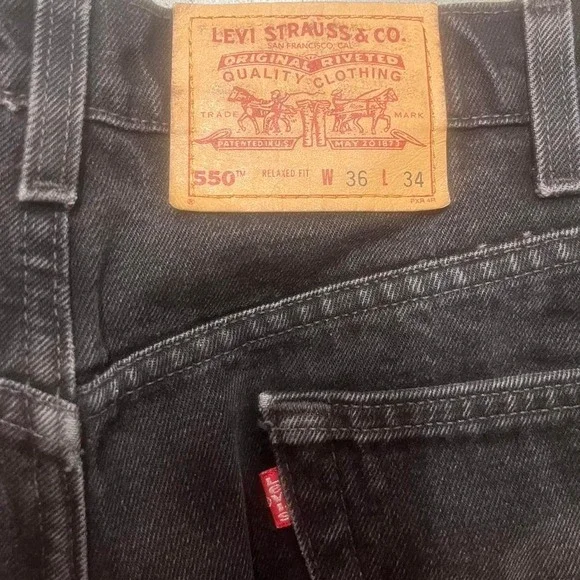 LEVI STRAUSS & CO.
SAN FRANCISCO, CAL.
ORIGINAL RIVETED
QUALITY CLOTHING
TRADE MARK
PATENTED IN U.S. MAY 20 1873
550™ RELAXED FIT W 36 L 34
®
LEVI'S